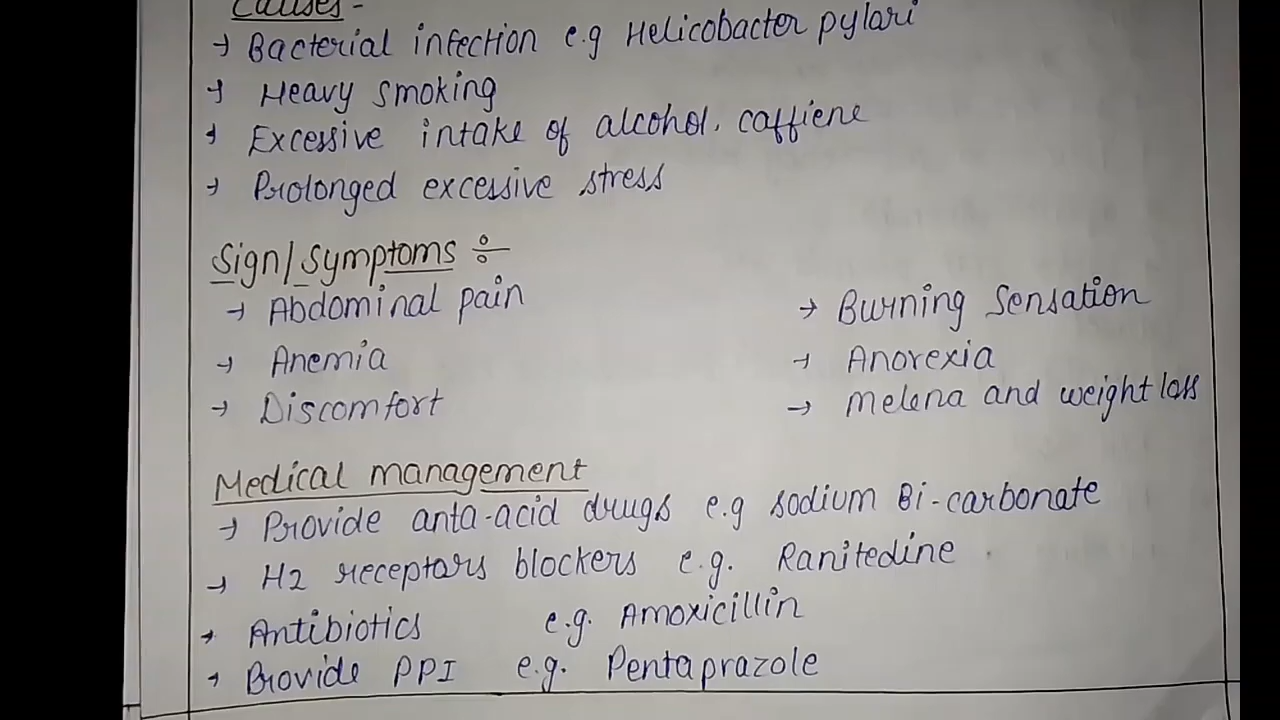 Causes -
→ Bacterial infection e.g Helicobacter pylari
→ Heavy smoking
→ Excessive intake of alcohol, caffiene
→ Prolonged excessive stress
Sign/Symptoms ÷
→ Abdominal pain → Burning Sensation
→ Anemia → Anorexia
→ Discomfort → Melena and weight loss
Medical management
→ Provide anta-acid drugs e.g sodium Bi-carbonate
→ H2 receptors blockers e.g. Ranitedine
→ Antibiotics e.g. Amoxicillin
→ Provide PPI e.g. Pentaprazole